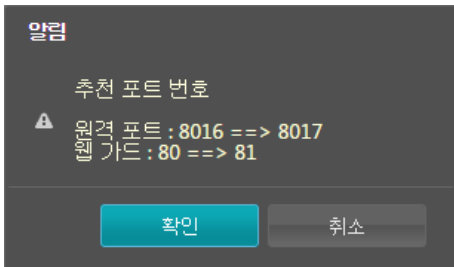 알림
추천 포트 번호
원격 포트 : 8016 ==> 8017
웹 가드 : 80 ==> 81
확인
취소